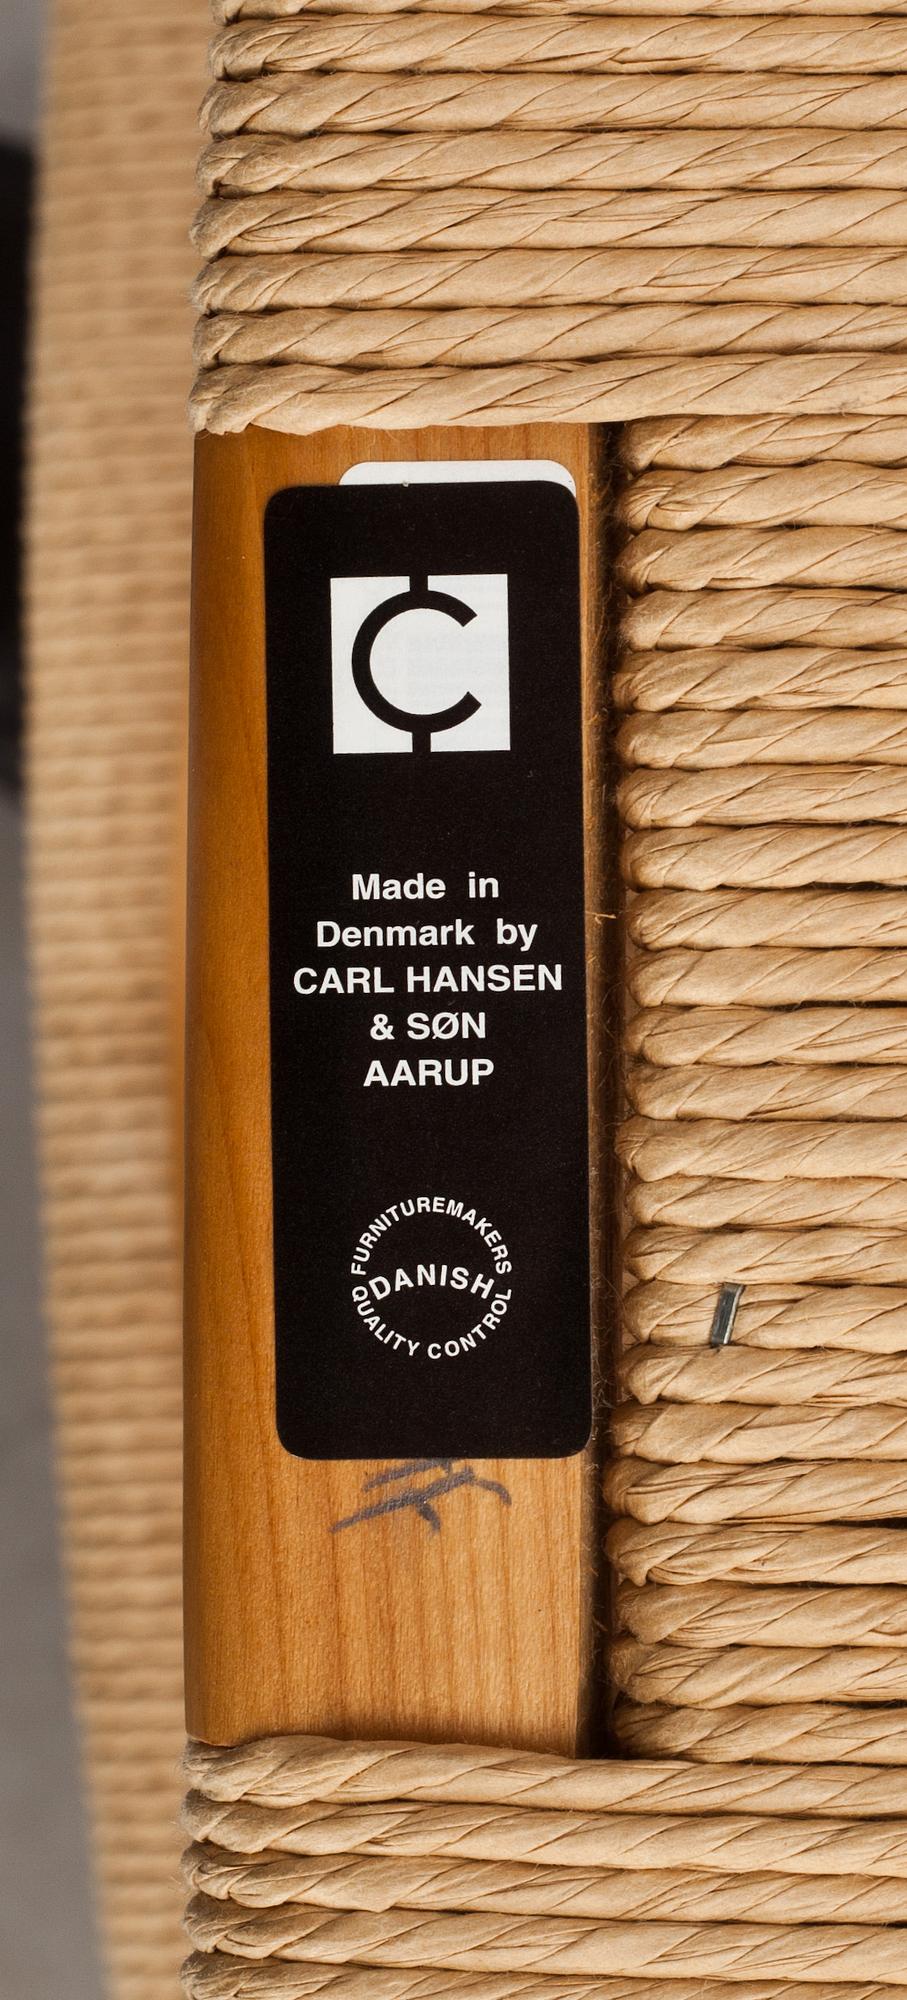 C
Made in
Denmark by
CARL HANSEN
& SØN
AARUP
FURNITUREMAKERS
DANISH
QUALITY CONTROL